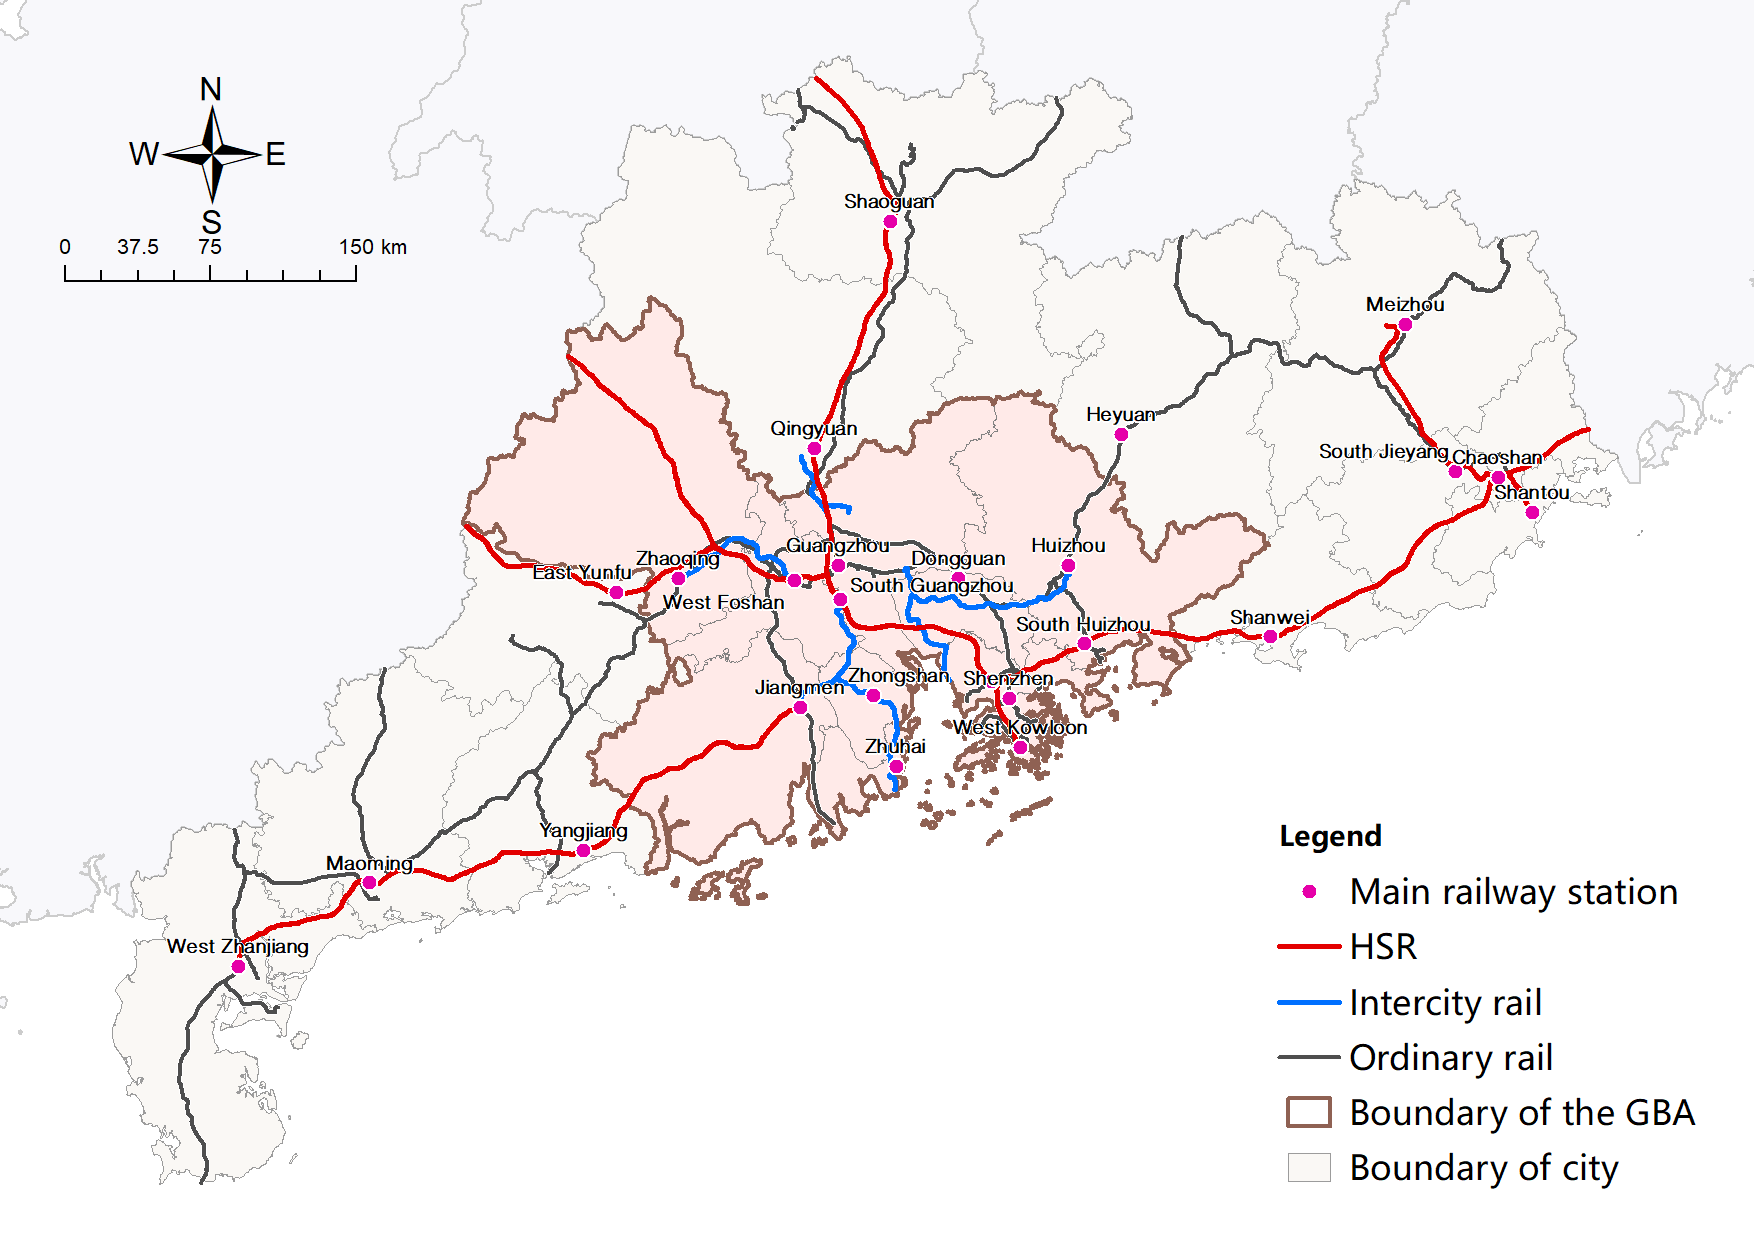 N
W E
S
0 37.5 75 150 km
Shaoguan
Meizhou
Heyuan
Qingyuan
South Jieyang
Chaoshan
Shantou
Guangzhou
Huizhou
Zhaoqing
Dongguan
East Yunfu
South Guangzhou
West Foshan
Shanwei
South Huizhou
Zhongshan
Shenzhen
Jiangmen
West Kowloon
Zhuhai
Yangjiang
Maoming
West Zhanjiang
Legend
Main railway station
HSR
Intercity rail
Ordinary rail
Boundary of the GBA
Boundary of city